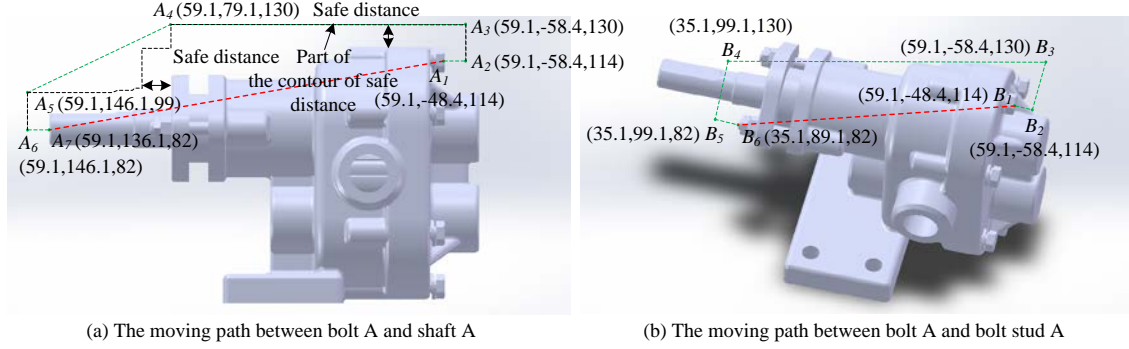 A4 (59.1,79.1,130)
Safe distance
A3 (59.1,-58.4,130)
Safe distance
Part of
the contour of safe
distance
A1
A2 (59.1,-58.4,114)
(59.1,-48.4,114)
A5 (59.1,146.1,99)
A6
A7 (59.1,136.1,82)
(59.1,146.1,82)
(a) The moving path between bolt A and shaft A
(35.1,99.1,130)
B4
(59.1,-58.4,130)
B3
(59.1,-48.4,114) B1
B2
(35.1,99.1,82)
B5
B6 (35.1,89.1,82)
(59.1,-58.4,114)
(b) The moving path between bolt A and bolt stud A